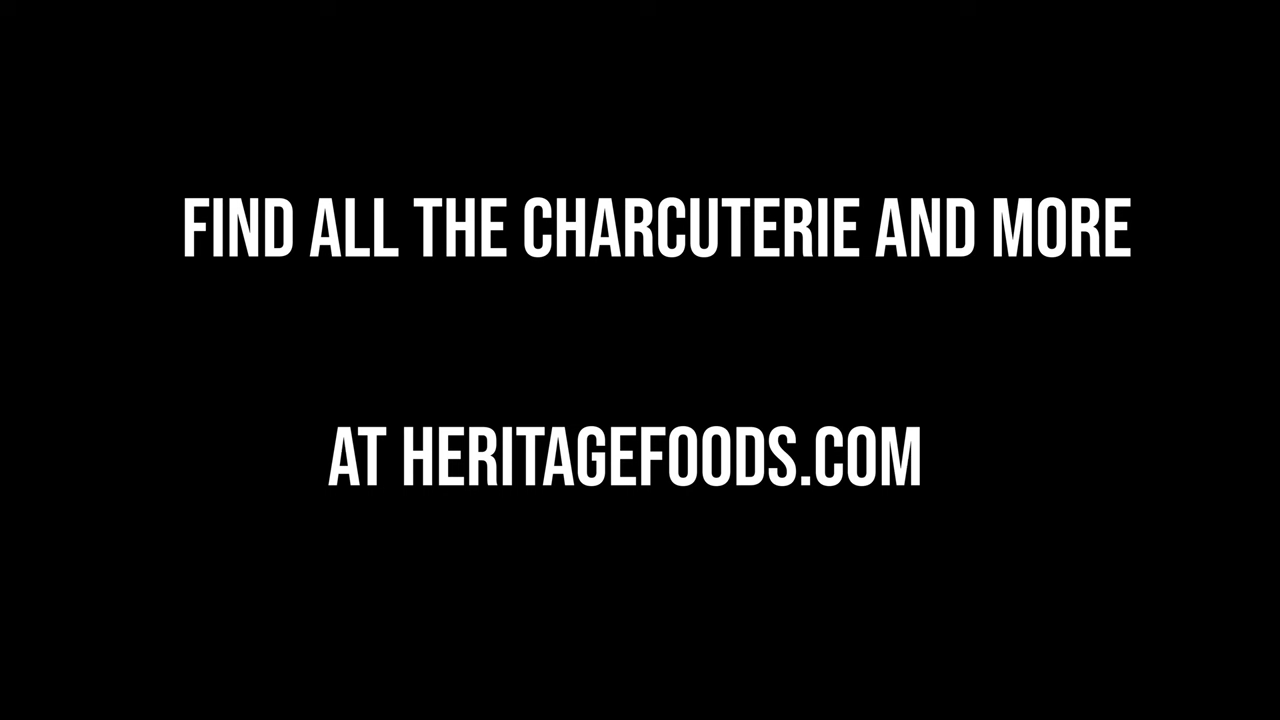 FIND ALL THE CHARCUTERIE AND MORE
AT HERITAGEFOODS.COM